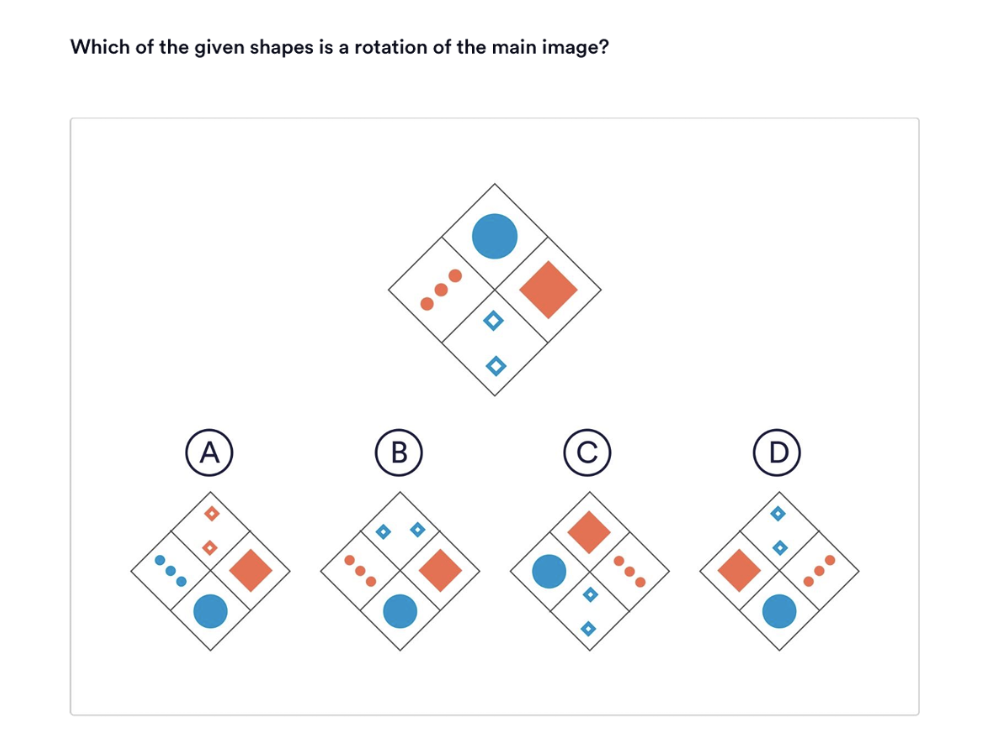 Which of the given shapes is a rotation of the main image?
A B C D